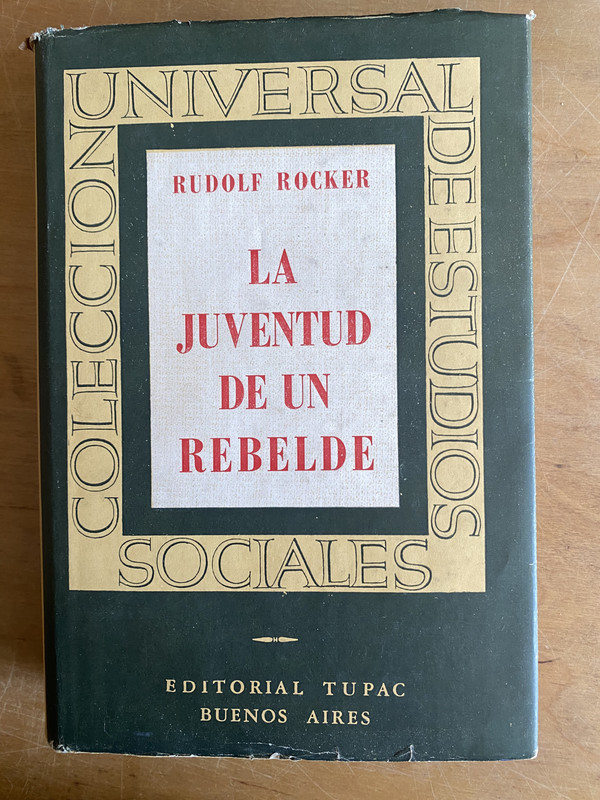 COLECCION
UNIVERSAL
DE ESTUDIOS
SOCIALES
RUDOLF ROCKER
LA
JUVENTUD
DE UN
REBELDE
EDITORIAL TUPAC
BUENOS AIRES